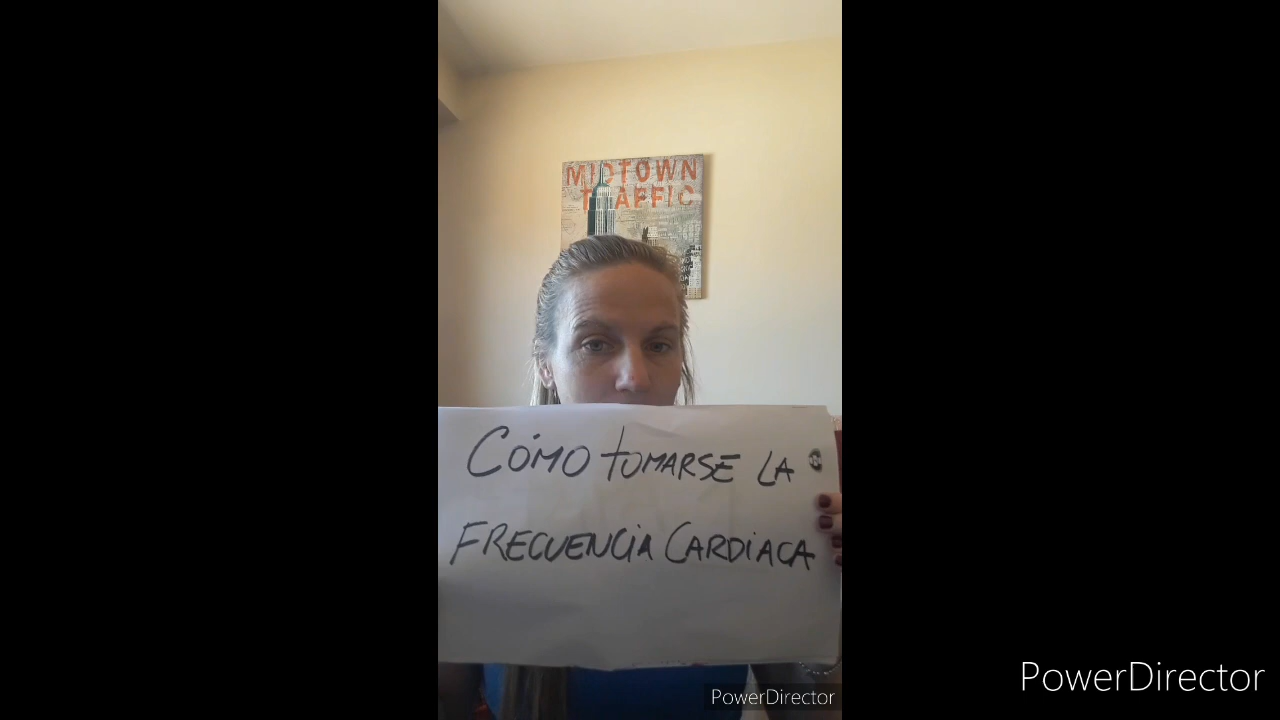 MIDTOWN
TRAFFIC
CÓMO TOMARSE LA
FRECUENCIA CARDIACA
PowerDirector
PowerDirector